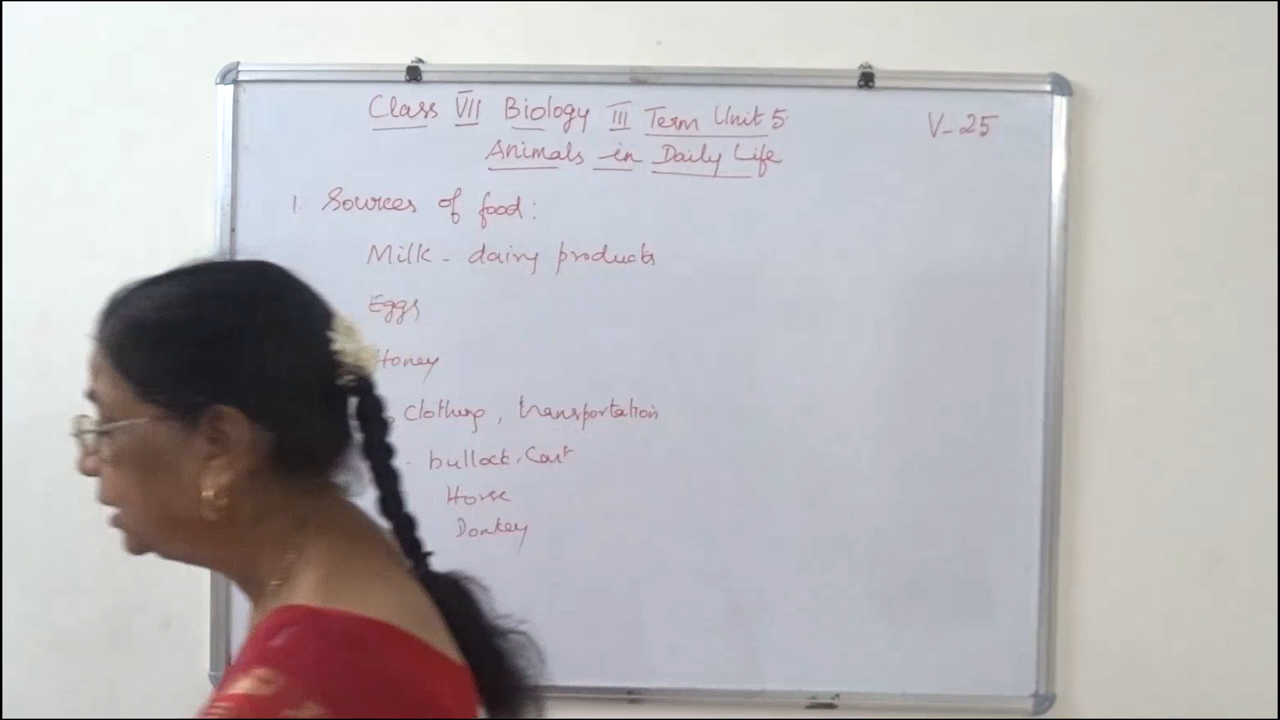 Class VII Biology III Term Unit 5
V-25
Animals in Daily Life
1. Sources of food:
Milk - dairy products
Eggs
Honey
clothing, transportation
- bullock. Cart
Horse
Donkey